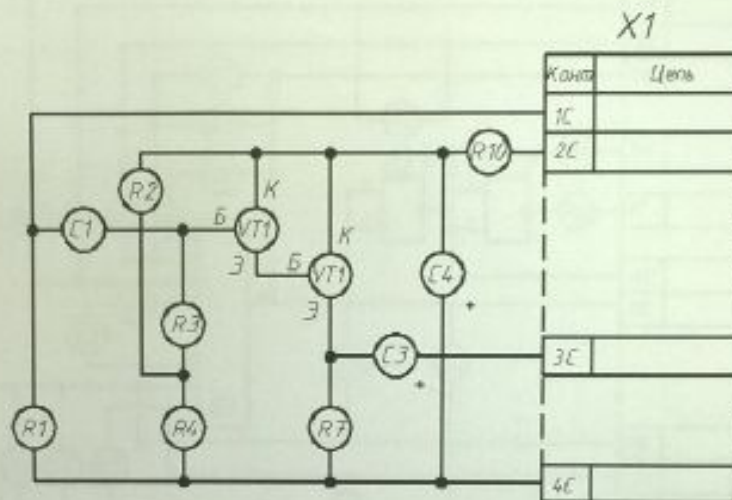 X1
Конт Цепь
1С
2С
R10
R2
К
C1
Б
VT1
К
Э
Б
VT1
C4
+
Э
R3
C3
+
3С
R1
R4
R7
4С